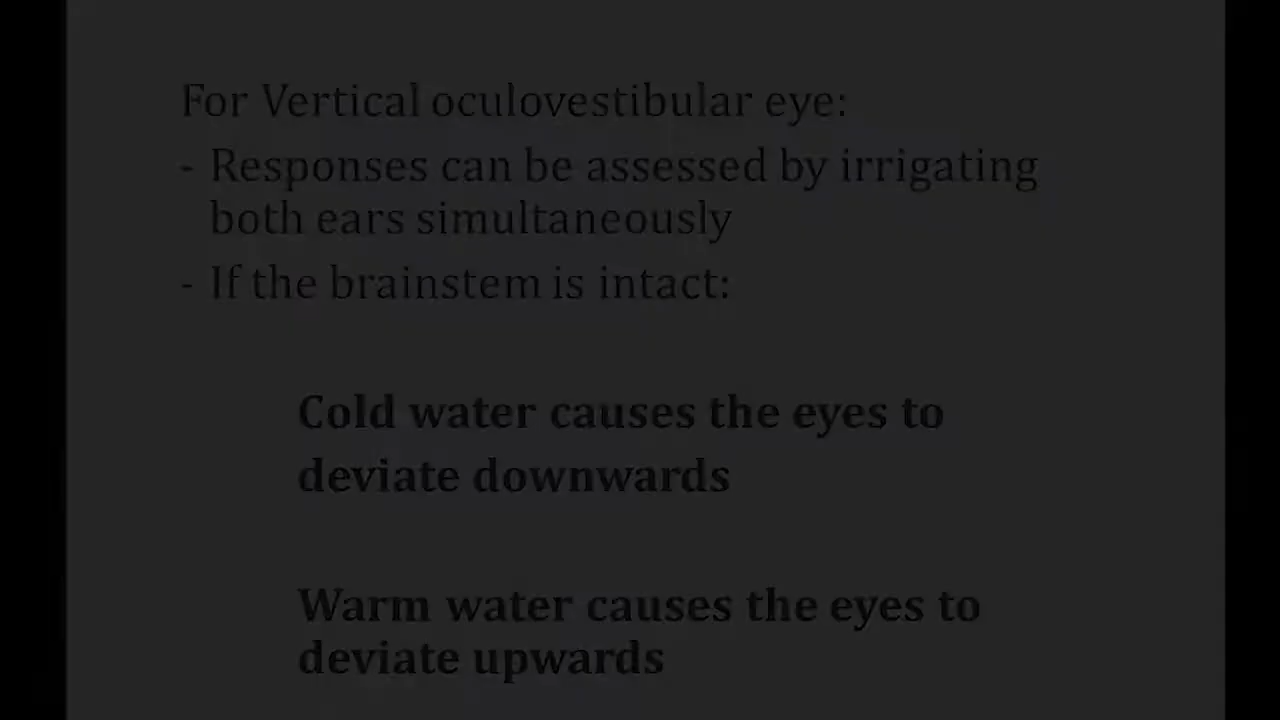 For Vertical oculovestibular eye:
- Responses can be assessed by irrigating
both ears simultaneously
- If the brainstem is intact:
Cold water causes the eyes to
deviate downwards
Warm water causes the eyes to
deviate upwards